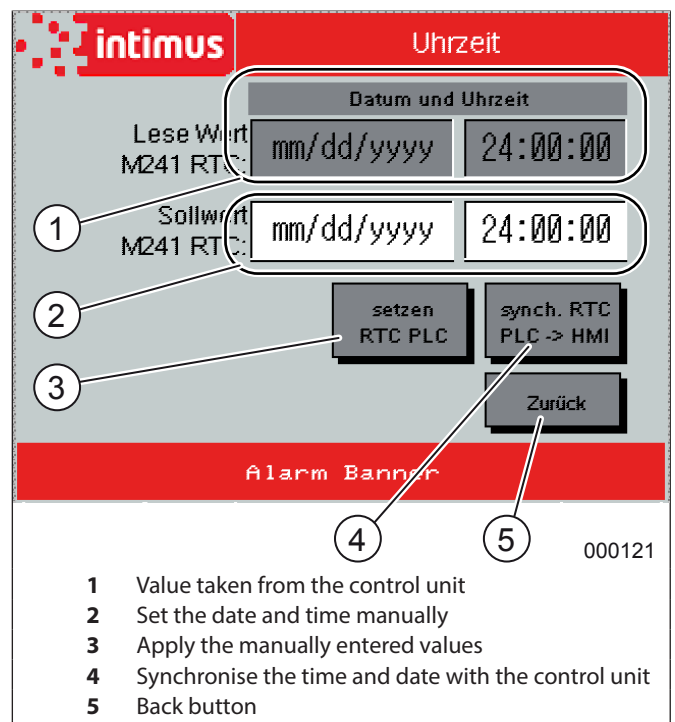 intimus
Uhrzeit
Datum und Uhrzeit
Lese Wert
M241 RTC:
mm/dd/yyyy
24:00:00
Sollwert
M241 RTC:
mm/dd/yyyy
24:00:00
1
2
setzen
RTC PLC
synch. RTC
PLC -> HMI
3
Zurück
Alarm Banner
4
5
000121
1 Value taken from the control unit
2 Set the date and time manually
3 Apply the manually entered values
4 Synchronise the time and date with the control unit
5 Back button